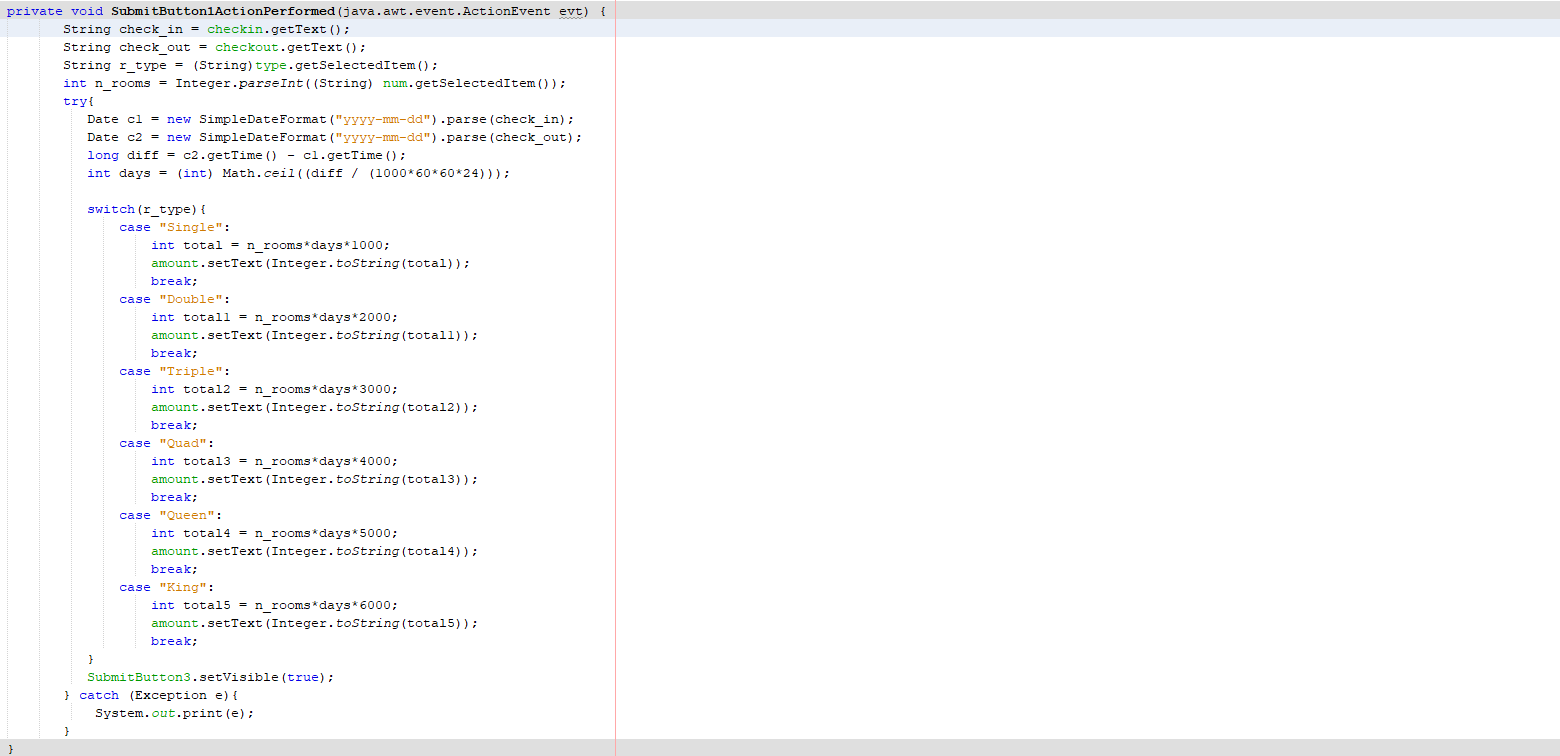 private void SubmitButton1ActionPerformed(java.awt.event.ActionEvent evt) {
String check_in = checkin.getText();
String check_out = checkout.getText();
String r_type = (String)type.getSelectedItem();
int n_rooms = Integer.parseInt((String) num.getSelectedItem());
try{
Date c1 = new SimpleDateFormat("yyyy-mm-dd").parse(check_in);
Date c2 = new SimpleDateFormat("yyyy-mm-dd").parse(check_out);
long diff = c2.getTime() - c1.getTime();
int days = (int) Math.ceil((diff / (1000*60*60*24)));
switch(r_type){
case "Single":
int total = n_rooms*days*1000;
amount.setText(Integer.toString(total));
break;
case "Double":
int total1 = n_rooms*days*2000;
amount.setText(Integer.toString(total1));
break;
case "Triple":
int total2 = n_rooms*days*3000;
amount.setText(Integer.toString(total2));
break;
case "Quad":
int total3 = n_rooms*days*4000;
amount.setText(Integer.toString(total3));
break;
case "Queen":
int total4 = n_rooms*days*5000;
amount.setText(Integer.toString(total4));
break;
case "King":
int total5 = n_rooms*days*6000;
amount.setText(Integer.toString(total5));
break;
}
SubmitButton3.setVisible(true);
} catch (Exception e){
System.out.print(e);
}
}